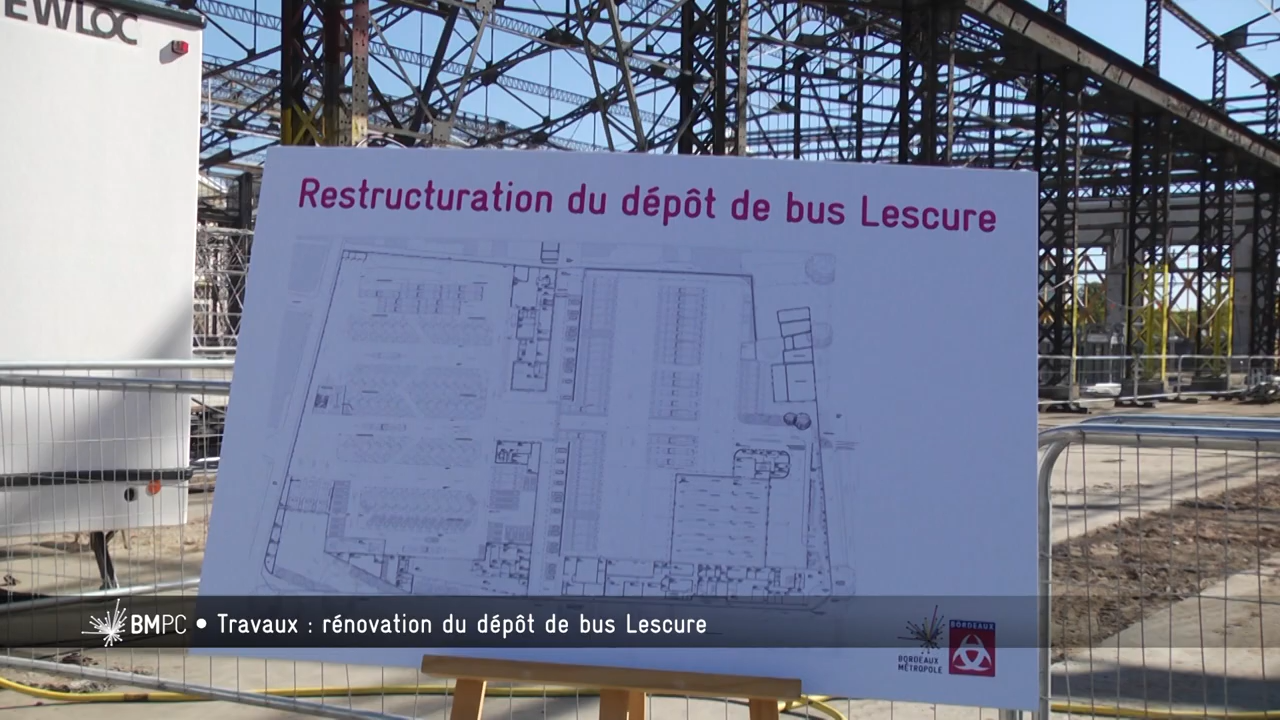 EWLOC
Restructuration du dépôt de bus Lescure
BMPC • Travaux : rénovation du dépôt de bus Lescure
BORDEAUX
MÉTROPOLE
BORDEAUX